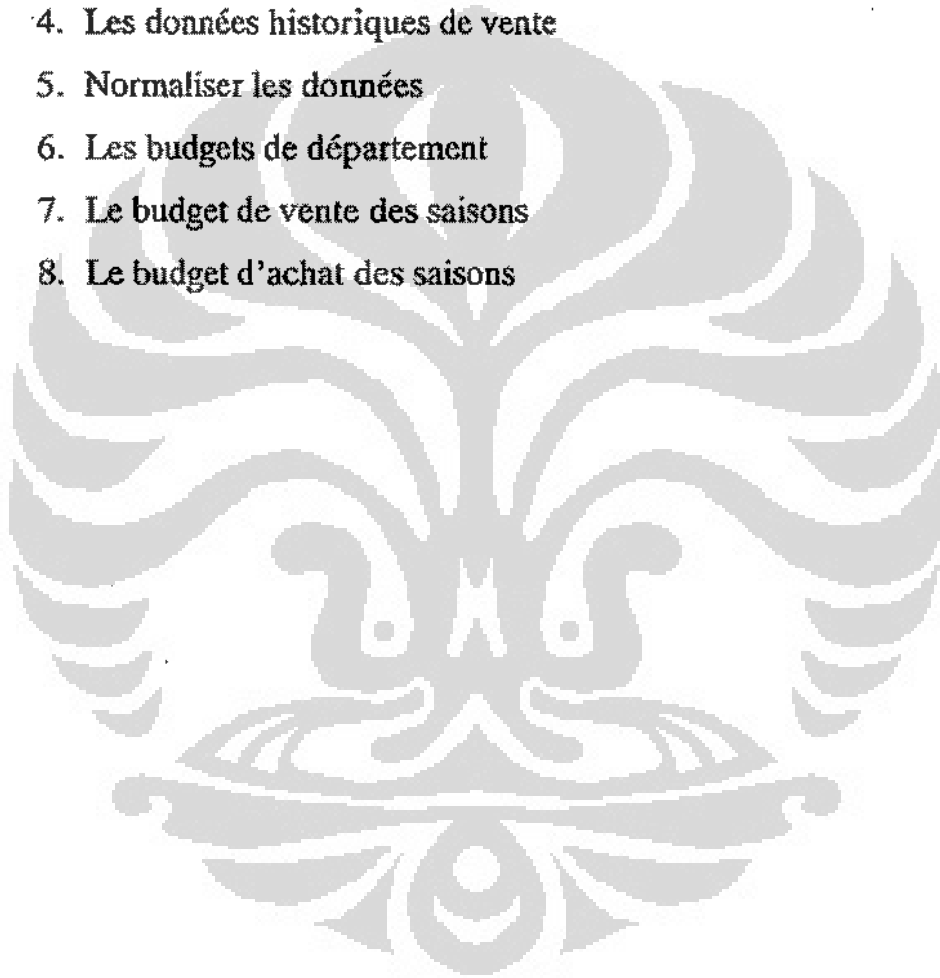 4. Les données historiques de vente
5. Normaliser les données
6. Les budgets de département
7. Le budget de vente des saisons
8. Le budget d'achat des saisons